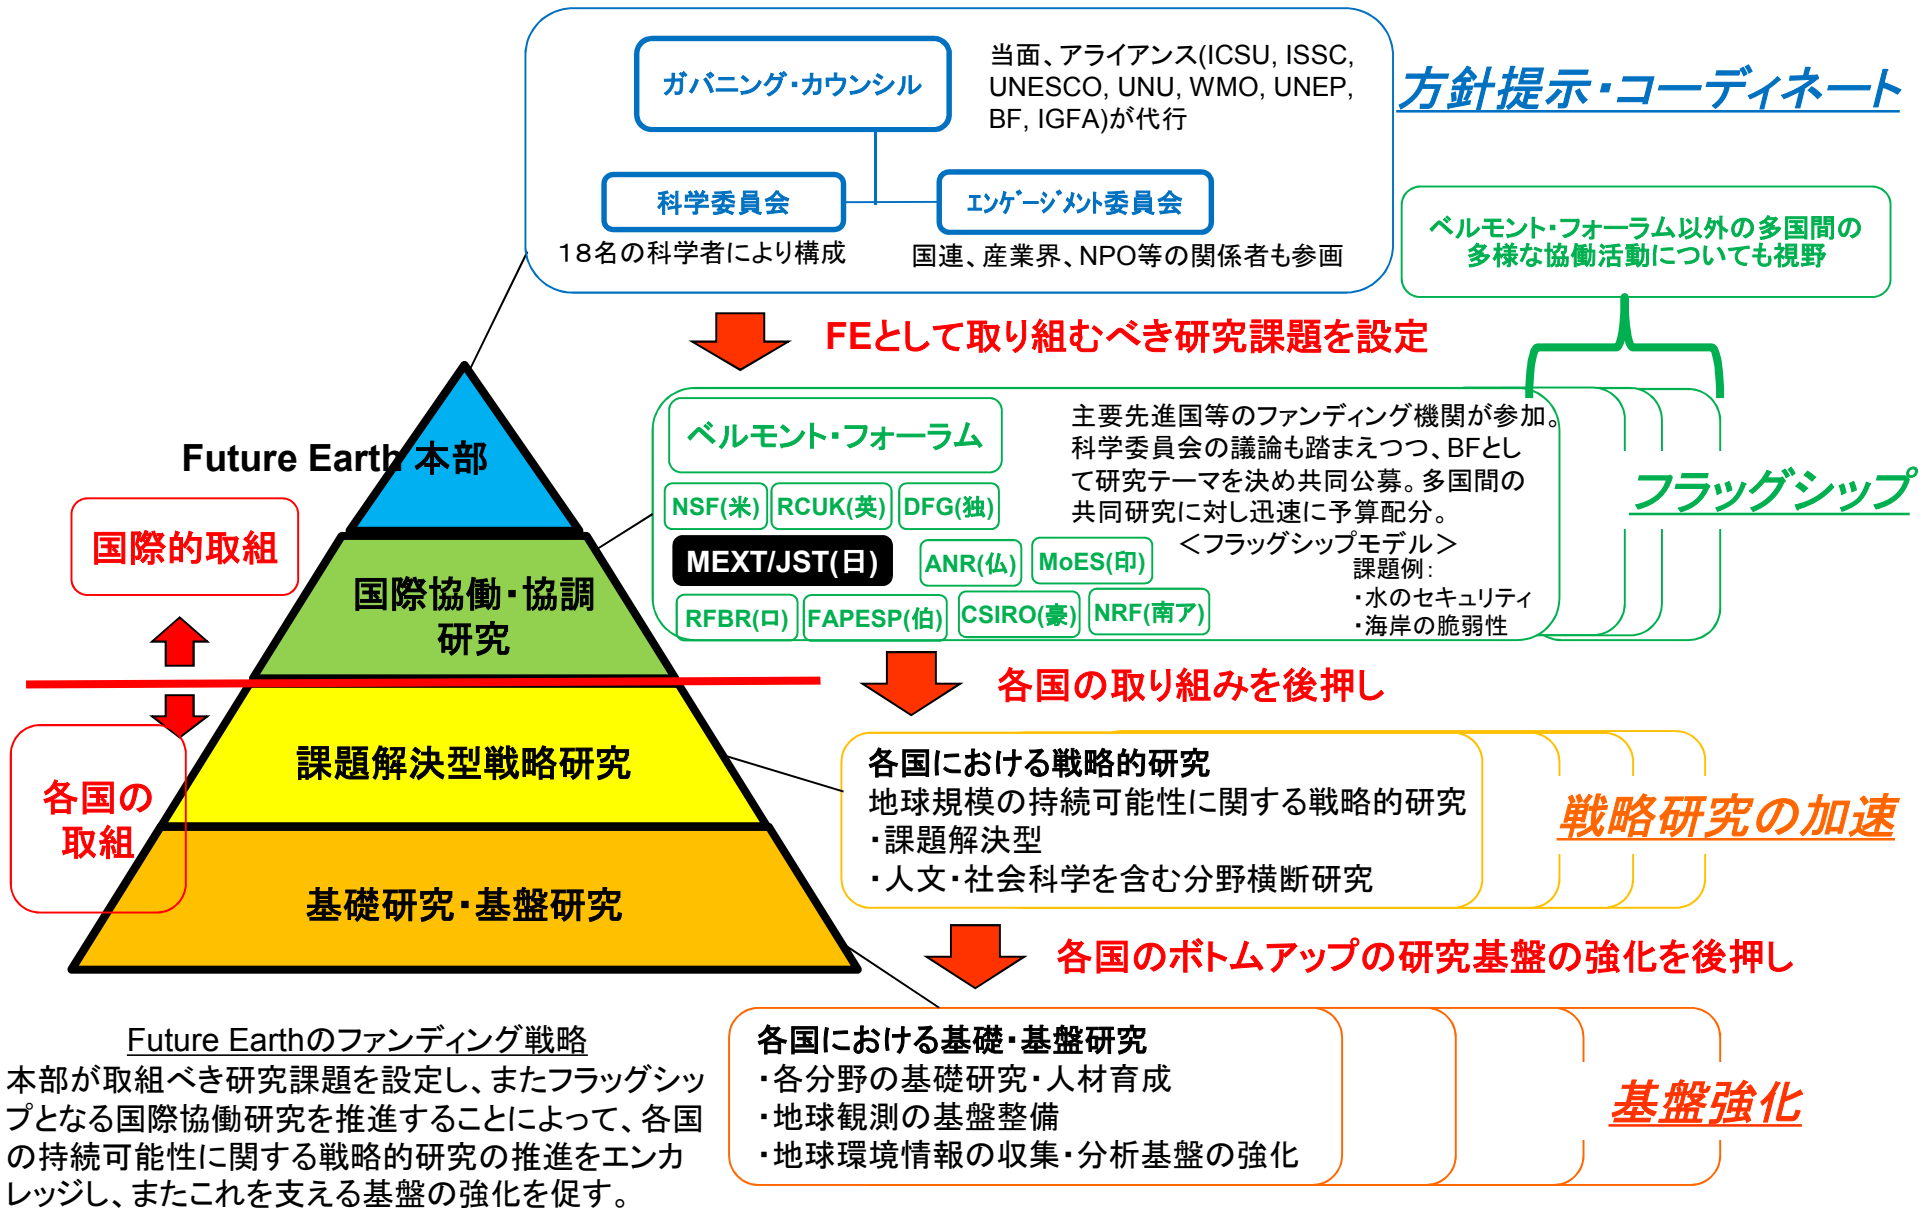 ガバニング・カウンシル
当面、アライアンス(ICSU, ISSC,
UNESCO, UNU, WMO, UNEP,
BF, IGFA)が代行
方針提示・コーディネート
科学委員会
ｴﾝｹﾞｰｼﾞﾒﾝﾄ委員会
１８名の科学者により構成
国連、産業界、NPO等の関係者も参画
ベルモント・フォーラム以外の多国間の
多様な協働活動についても視野
FEとして取り組むべき研究課題を設定
Future Earth 本部
国際的取組
国際協働・協調
研究
ベルモント・フォーラム
主要先進国等のファンディング機関が参加。
科学委員会の議論も踏まえつつ、BFとし
て研究テーマを決め共同公募。多国間の
共同研究に対し迅速に予算配分。
＜フラッグシップモデル＞
課題例：
・水のセキュリティ
・海岸の脆弱性
NSF(米)
RCUK(英)
DFG(独)
MEXT/JST(日)
ANR(仏)
MoES(印)
RFBR(ロ)
FAPESP(伯)
CSIRO(豪)
NRF(南ア)
フラッグシップ
各国の取り組みを後押し
各国の
取組
課題解決型戦略研究
基礎研究・基盤研究
各国における戦略的研究
地球規模の持続可能性に関する戦略的研究
・課題解決型
・人文・社会科学を含む分野横断研究
戦略研究の加速
各国のボトムアップの研究基盤の強化を後押し
各国における基礎・基盤研究
・各分野の基礎研究・人材育成
・地球観測の基盤整備
・地球環境情報の収集・分析基盤の強化
基盤強化
Future Earthのファンディング戦略
本部が取組べき研究課題を設定し、またフラッグシッ
プとなる国際協働研究を推進することによって、各国
の持続可能性に関する戦略的研究の推進をエンカ
レッジし、またこれを支える基盤の強化を促す。